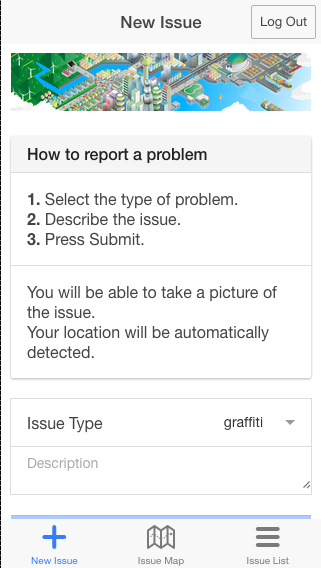 New Issue
Log Out
How to report a problem
1. Select the type of problem.
2. Describe the issue.
3. Press Submit.
You will be able to take a picture of
the issue.
Your location will be automatically
detected.
Issue Type
graffiti
Description
New Issue
Issue Map
Issue List